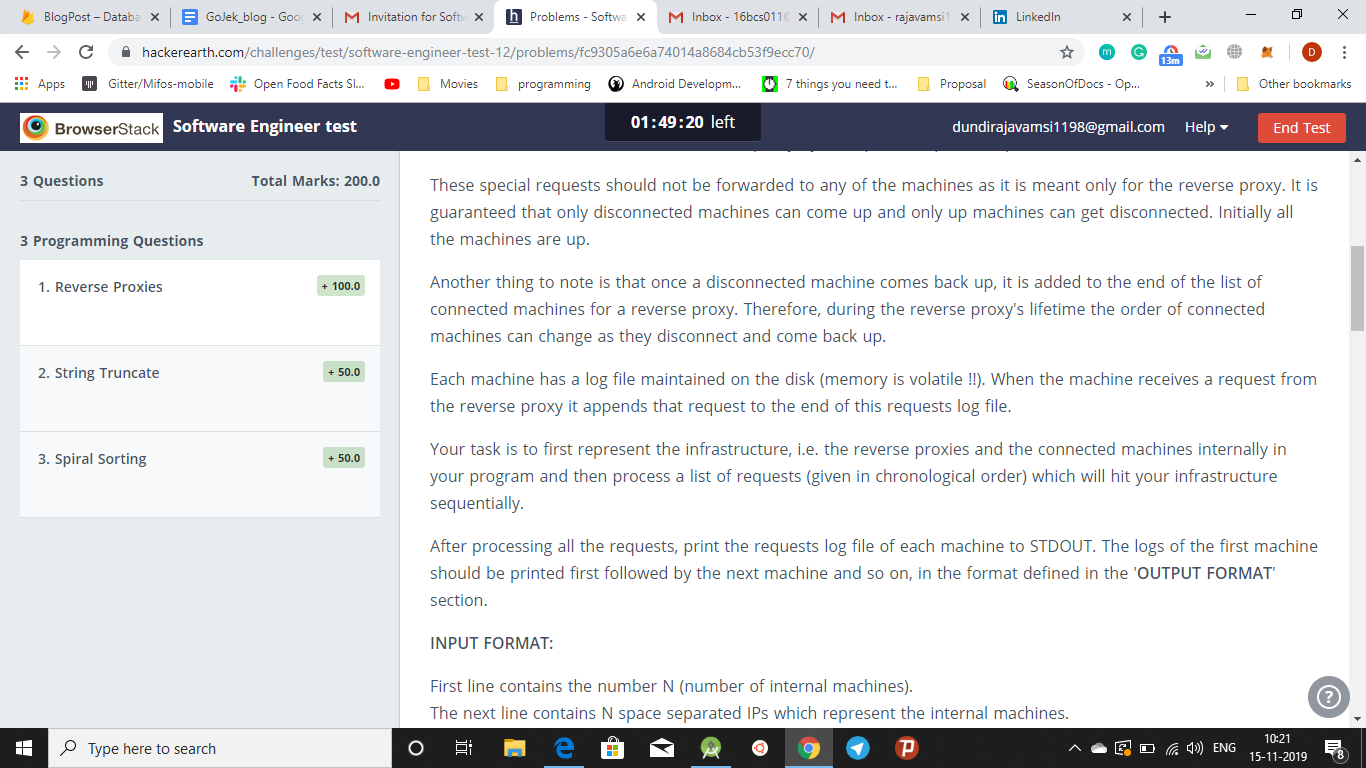 BlogPost – Databa
GoJek_blog - Goo
Invitation for Softw
Problems - Softwa
Inbox - 16bcs011@
Inbox - rajavamsi1
LinkedIn
hackerearth.com/challenges/test/software-engineer-test-12/problems/fc9305a6e6a74014a8684cb53f9ecc70/
13m
D
Apps
Gitter/Mifos-mobile
Open Food Facts Sl...
Movies
programming
Android Developm...
7 things you need t...
Proposal
SeasonOfDocs - Op...
»
Other bookmarks
BrowserStack
Software Engineer test
01:49:20 left
dundirajavamsi1198@gmail.com
Help
End Test
3 Questions
Total Marks: 200.0
3 Programming Questions
1. Reverse Proxies
+ 100.0
2. String Truncate
+ 50.0
3. Spiral Sorting
+ 50.0
These special requests should not be forwarded to any of the machines as it is meant only for the reverse proxy. It is
guaranteed that only disconnected machines can come up and only up machines can get disconnected. Initially all
the machines are up.
Another thing to note is that once a disconnected machine comes back up, it is added to the end of the list of
connected machines for a reverse proxy. Therefore, during the reverse proxy's lifetime the order of connected
machines can change as they disconnect and come back up.
Each machine has a log file maintained on the disk (memory is volatile !!). When the machine receives a request from
the reverse proxy it appends that request to the end of this requests log file.
Your task is to first represent the infrastructure, i.e. the reverse proxies and the connected machines internally in
your program and then process a list of requests (given in chronological order) which will hit your infrastructure
sequentially.
After processing all the requests, print the requests log file of each machine to STDOUT. The logs of the first machine
should be printed first followed by the next machine and so on, in the format defined in the 'OUTPUT FORMAT'
section.
INPUT FORMAT:
First line contains the number N (number of internal machines).
The next line contains N space separated IPs which represent the internal machines.
Type here to search
ENG
10:21
15-11-2019
8